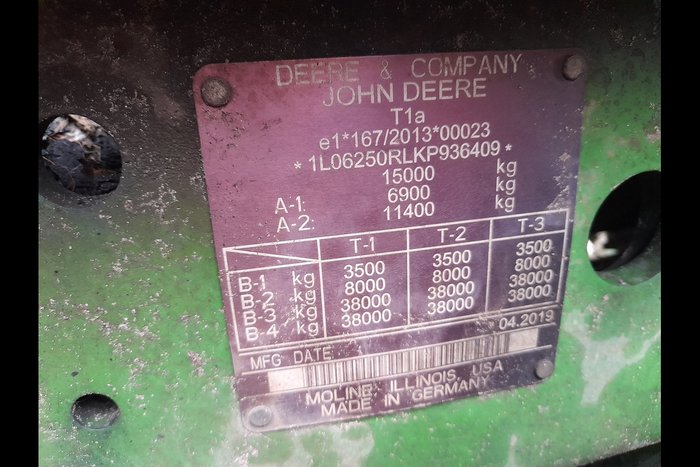 DEERE & COMPANY
JOHN DEERE
T1a
e1*167/2013*00023
*1L06250RLKP936409*
15000 kg
A-1: 6900 kg
A-2: 11400 kg
T-1 T-2 T-3
B-1 kg 3500 3500 3500
B-2 kg 8000 8000 8000
B-3 kg 38000 38000 38000
B-4 kg 38000 38000 38000
MFG DATE * 04.2019
MOLINE, ILLINOIS, USA
MADE IN GERMANY